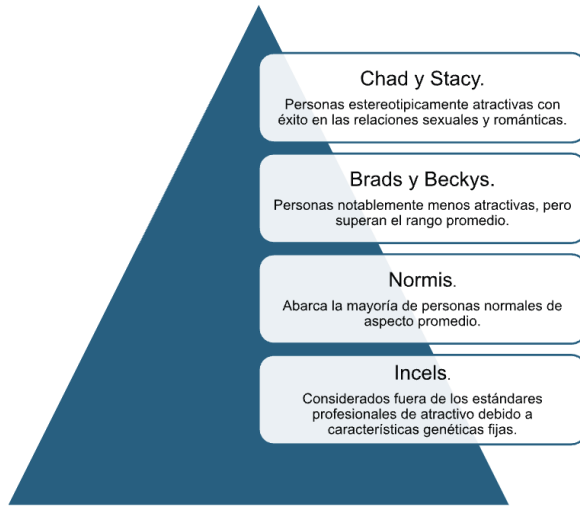 Chad y Stacy.
Personas estereotipicamente atractivas con
éxito en las relaciones sexuales y románticas.
Brads y Beckys.
Personas notablemente menos atractivas, pero
superan el rango promedio.
Normis.
Abarca la mayoría de personas normales de
aspecto promedio.
Incels.
Considerados fuera de los estándares
profesionales de atractivo debido a
características genéticas fijas.